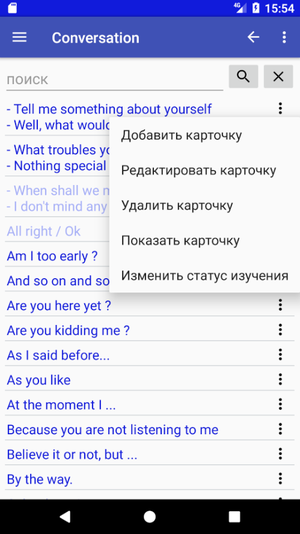 4G 15:54
Conversation
поиск
- Tell me something about yourself
- Well, what
- What troubles
- Nothing special
- When shall we
- I don't mind any
All right / Ok
Am I too early ?
And so on and so
Добавить карточку
Редактировать карточку
Удалить карточку
Показать карточку
Изменить статус изучения
Are you here yet ?
Are you kidding me ?
As I said before...
As you like
At the moment I ...
Because you are not listening to me
Believe it or not, but ...
By the way.